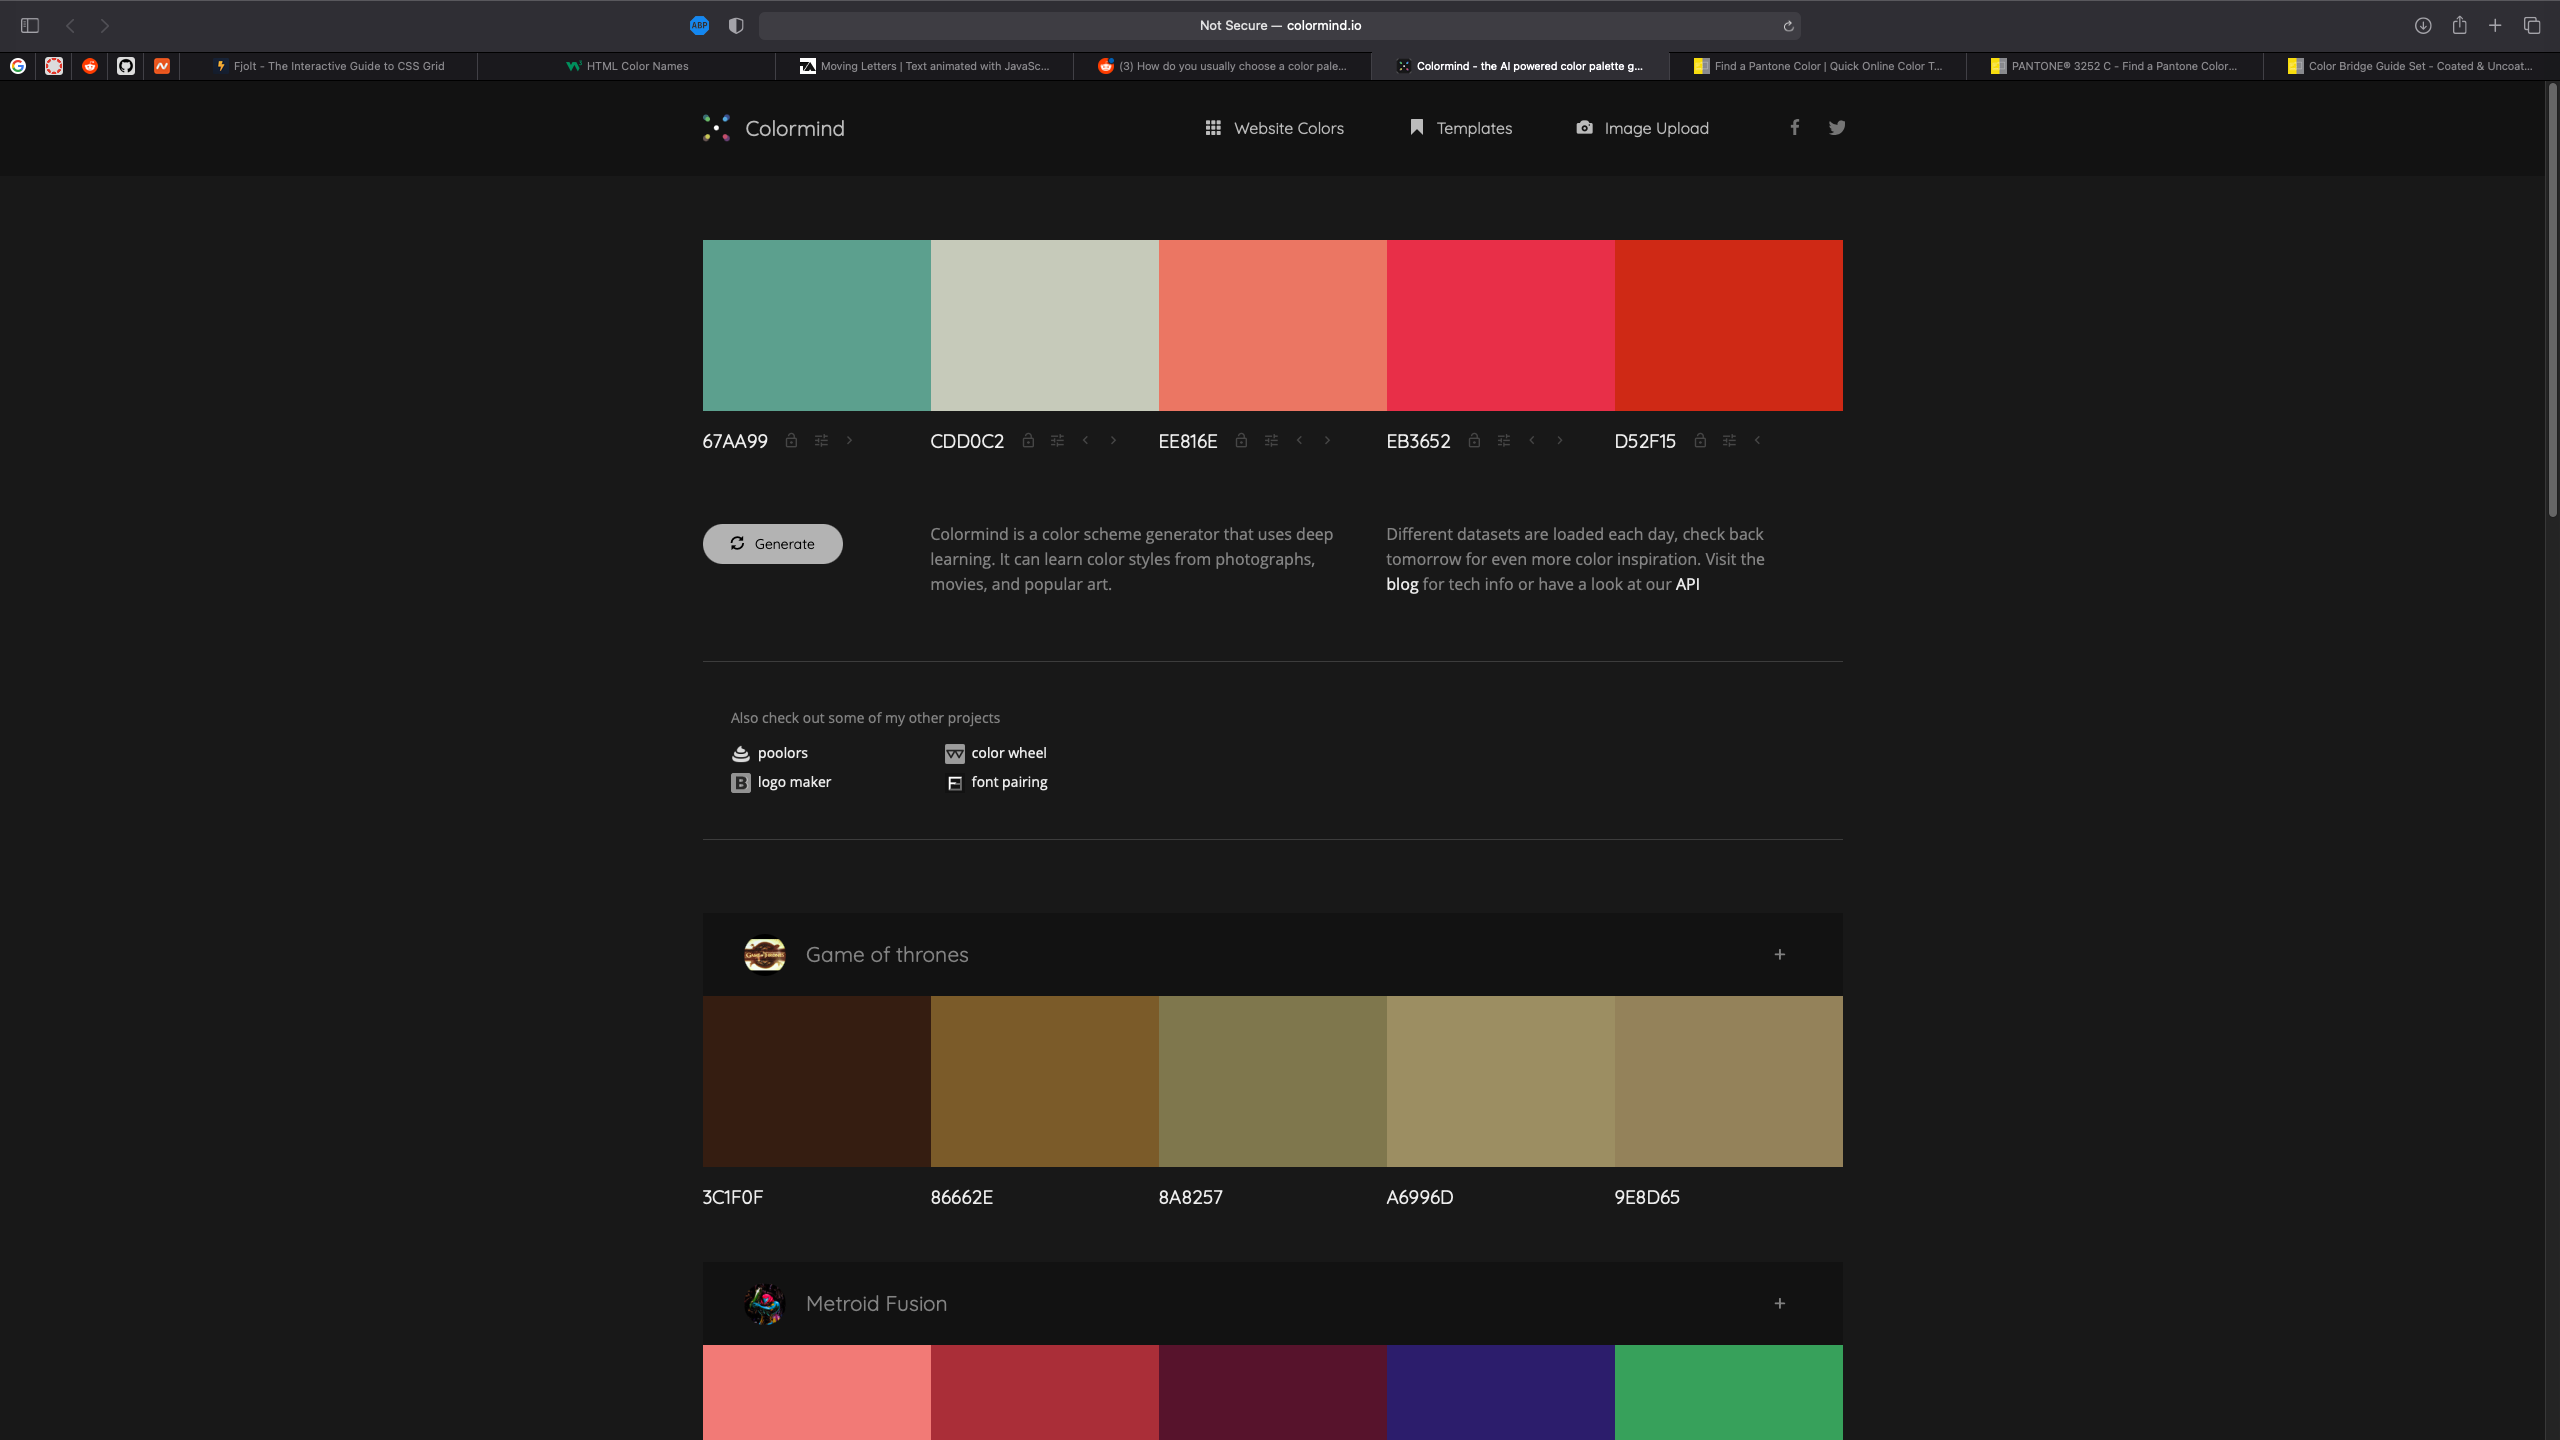 Not Secure — colormind.io
Fjolt - The Interactive Guide to CSS Grid
HTML Color Names
Moving Letters | Text animated with JavaSc...
(3) How do you usually choose a color pale...
Colormind - the AI powered color palette g...
Find a Pantone Color | Quick Online Color T...
PANTONE® 3252 C - Find a Pantone Color...
Color Bridge Guide Set - Coated & Uncoat...
Colormind
Website Colors
Templates
Image Upload
67AA99
CDD0C2
EE816E
EB3652
D52F15
Generate
Colormind is a color scheme generator that uses deep
learning. It can learn color styles from photographs,
movies, and popular art.
Different datasets are loaded each day, check back
tomorrow for even more color inspiration. Visit the
blog for tech info or have a look at our API
Also check out some of my other projects
poolors
color wheel
logo maker
font pairing
Game of thrones
3C1F0F
86662E
8A8257
A6996D
9E8D65
Metroid Fusion